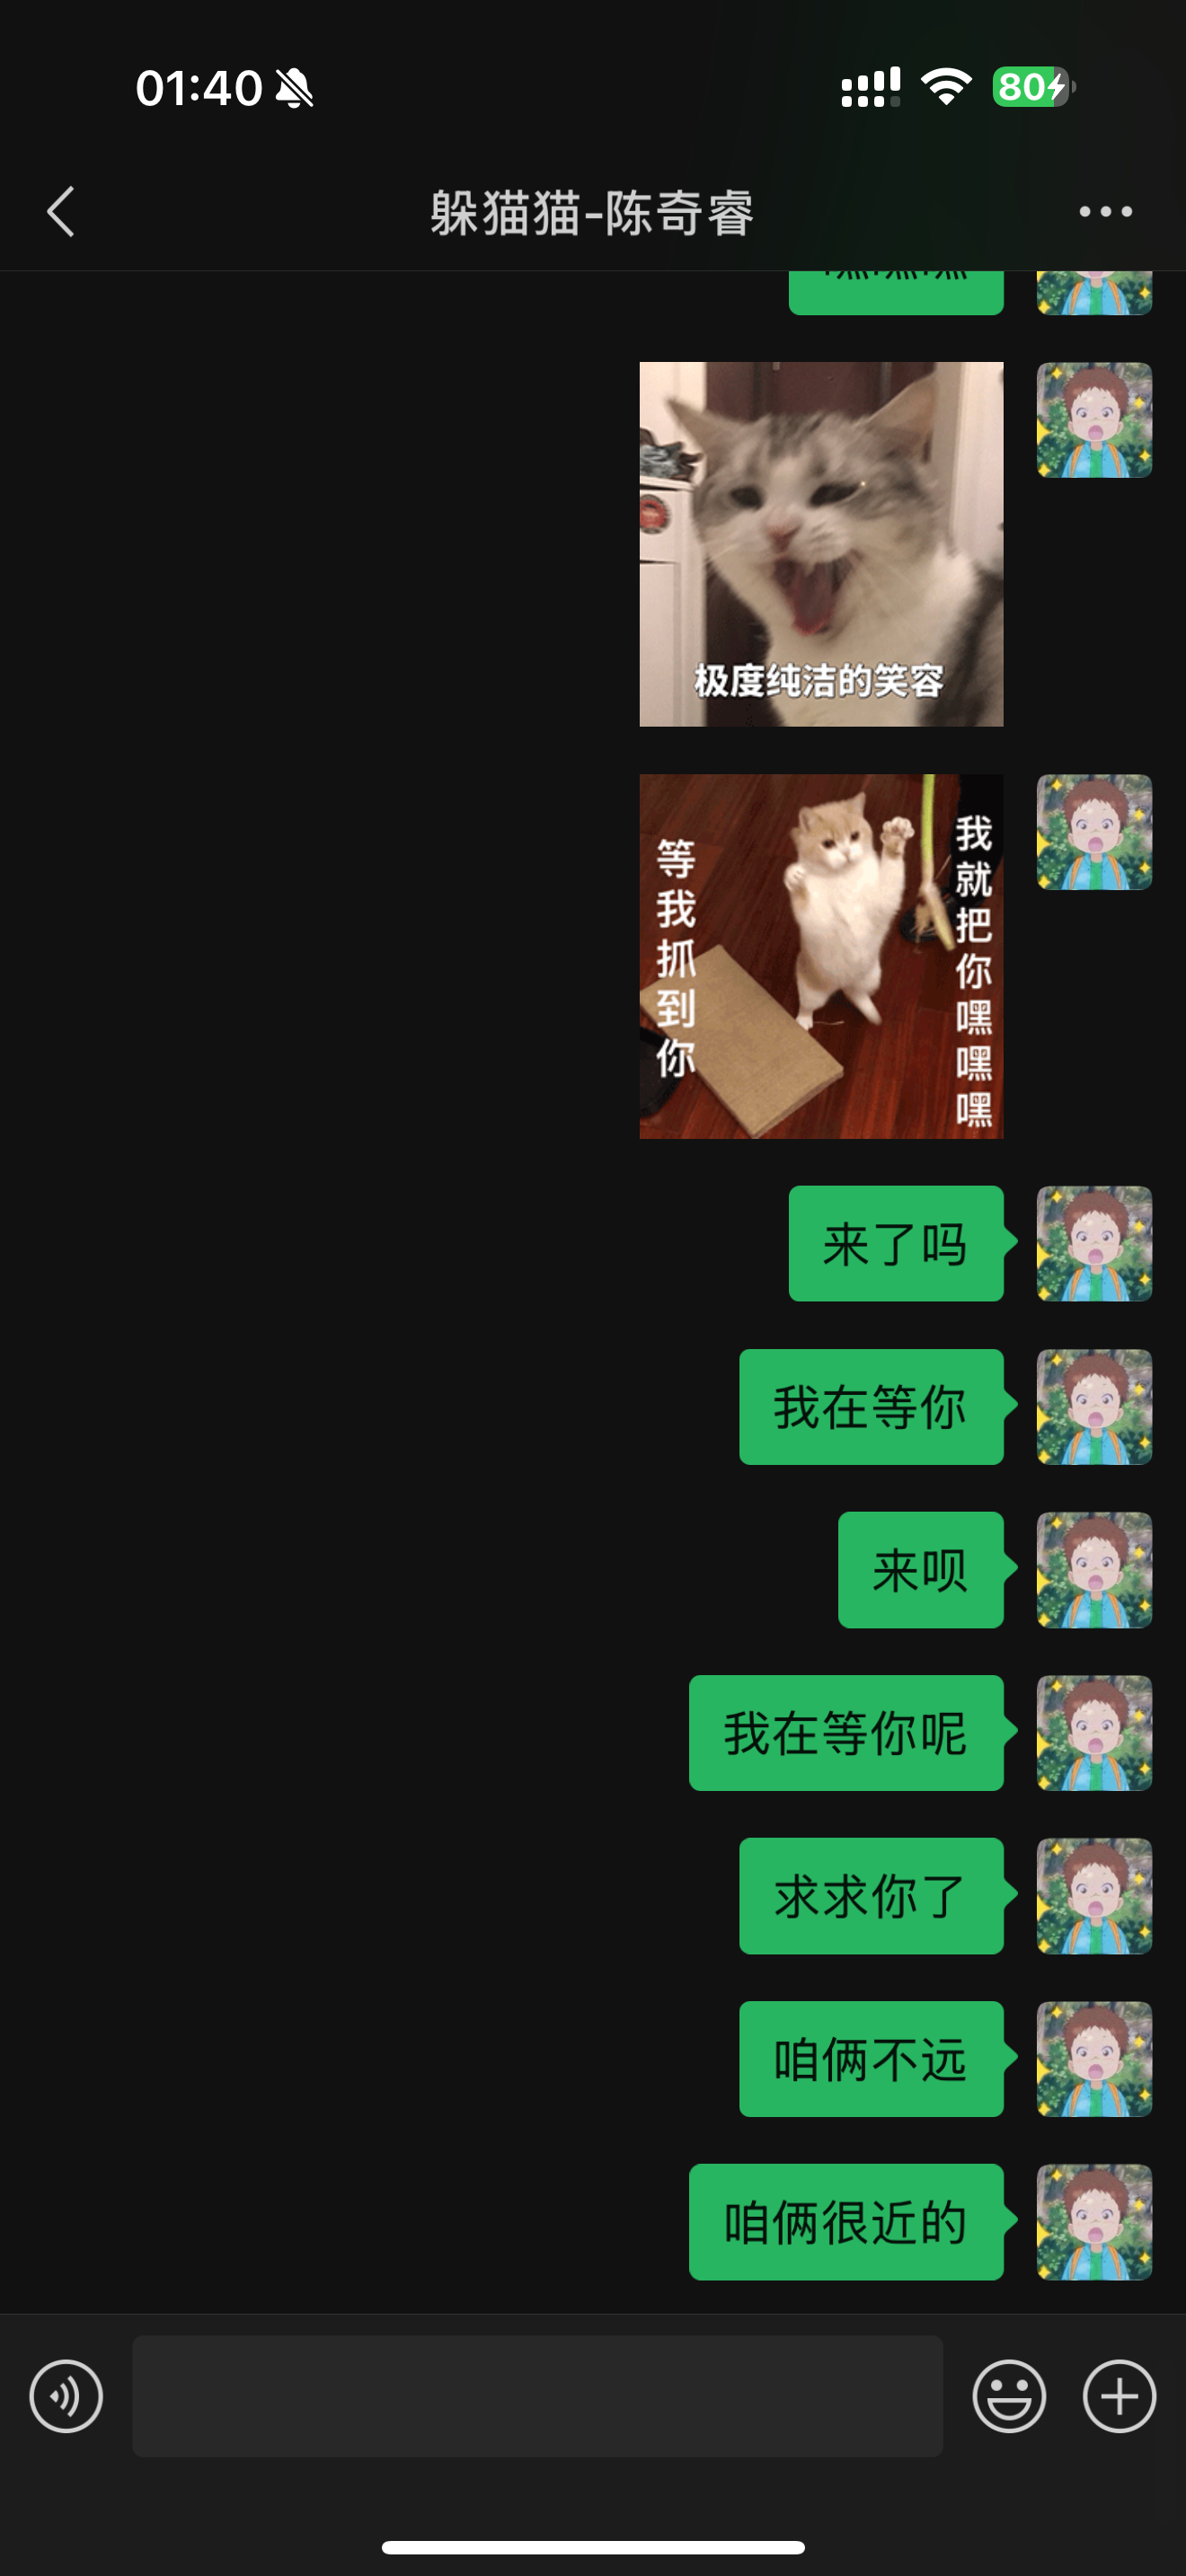 01:40
80
躲猫猫-陈奇睿
极度纯洁的笑容
等我抓到你
我就把你嘿嘿嘿
来了吗
我在等你
来呗
我在等你呢
求求你了
咱俩不远
咱俩很近的